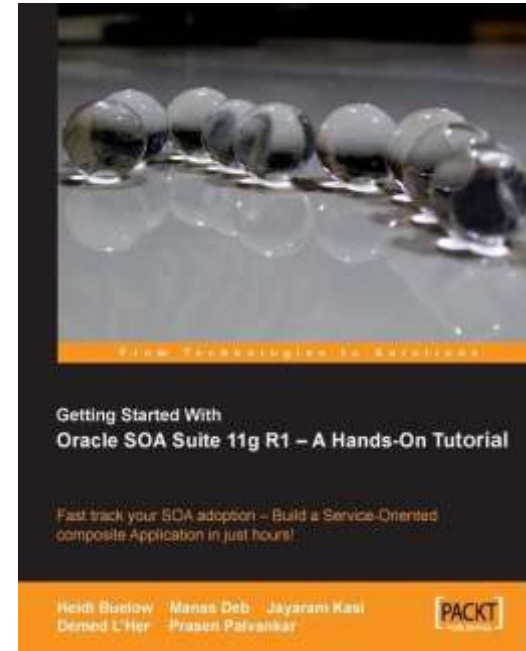 From Technologies to Solutions
Getting Started With
Oracle SOA Suite 11g R1 – A Hands-On Tutorial
Fast track your SOA adoption – Build a Service-Oriented
composite Application in just hours!
Heidi Buelow Manas Deb Jayaram Kasi
Demed L'Her Prasen Palvankar
PACKT